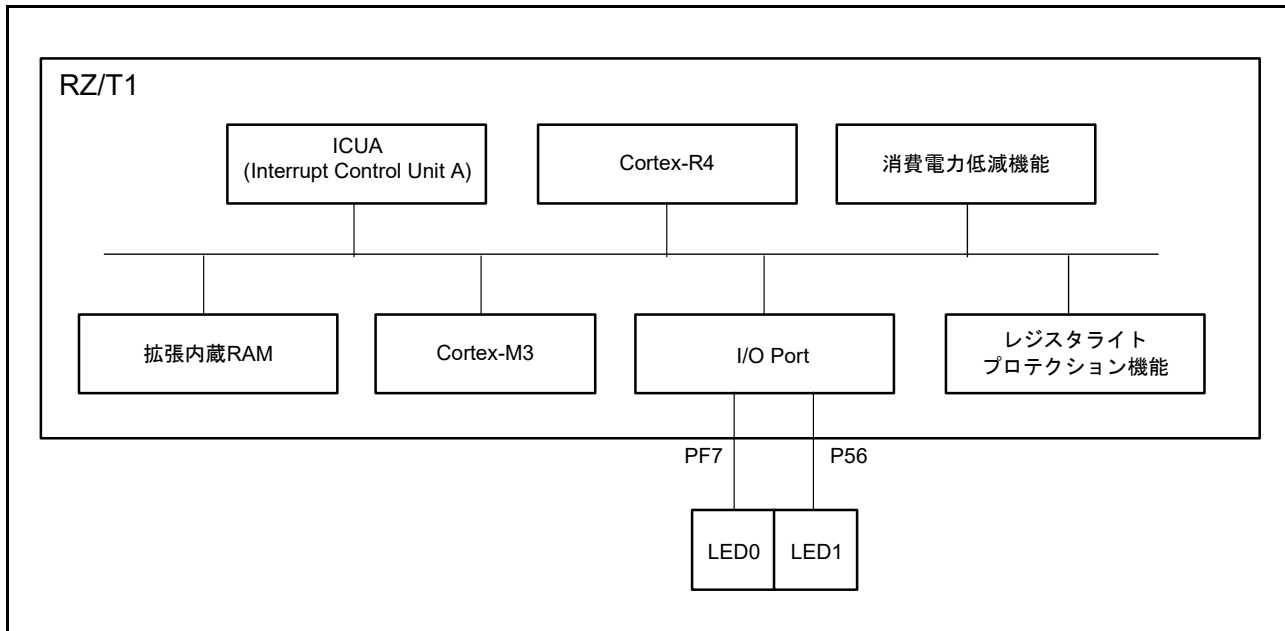 RZ/T1
ICUA
(Interrupt Control Unit A)
Cortex-R4
消費電力低減機能
拡張内蔵RAM
Cortex-M3
I/O Port
レジスタライト
プロテクション機能
PF7
P56
LED0
LED1